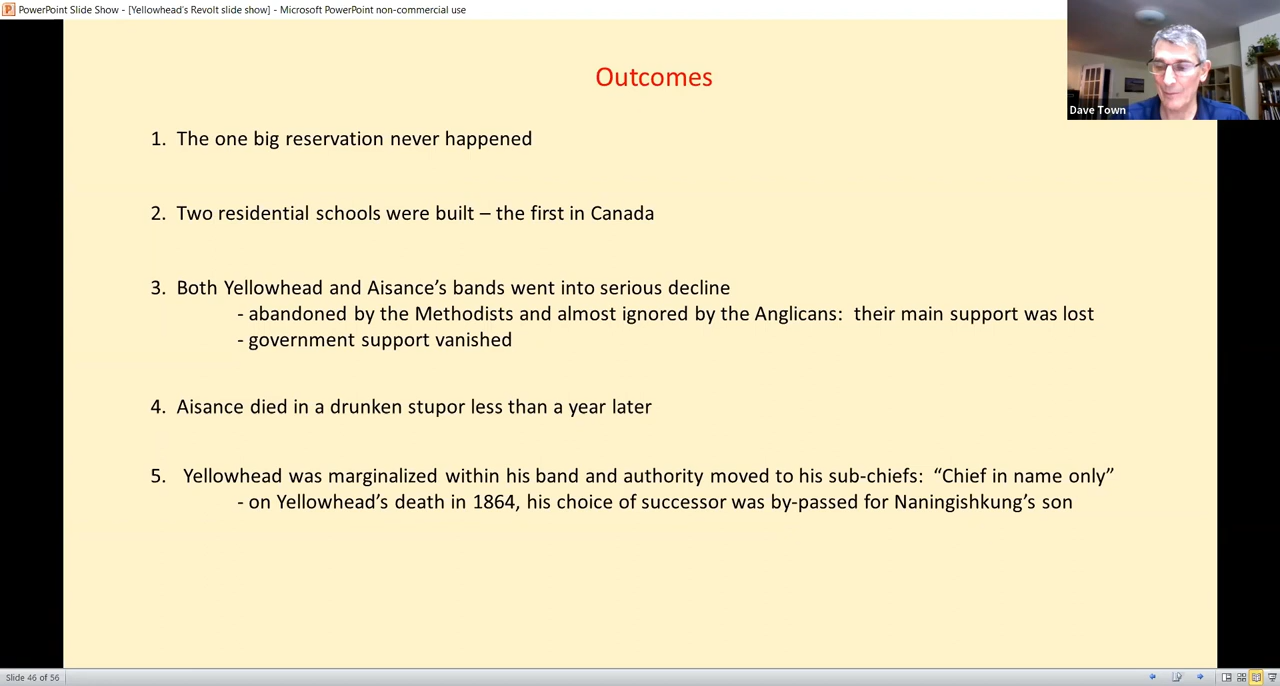 PowerPoint Slide Show - [Yellowhead's Revolt slide show] - Microsoft PowerPoint non-commercial use
Dave Town
Outcomes
1. The one big reservation never happened
2. Two residential schools were built – the first in Canada
3. Both Yellowhead and Aisance’s bands went into serious decline
- abandoned by the Methodists and almost ignored by the Anglicans: their main support was lost
- government support vanished
4. Aisance died in a drunken stupor less than a year later
5. Yellowhead was marginalized within his band and authority moved to his sub-chiefs: “Chief in name only”
- on Yellowhead’s death in 1864, his choice of successor was by-passed for Naningishkung’s son
Slide 46 of 56